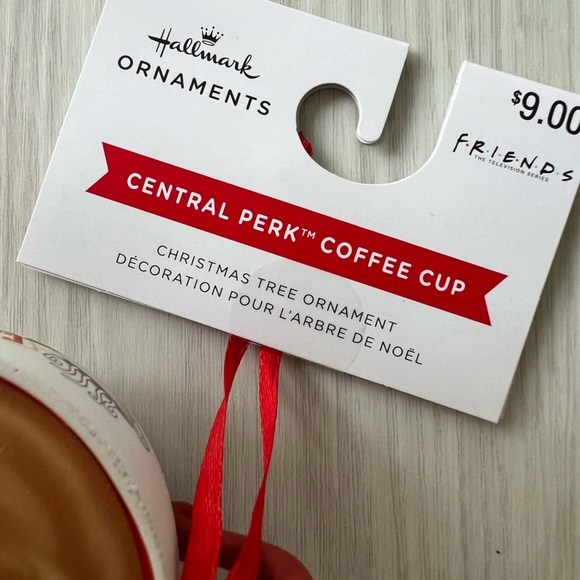 Hallmark
ORNAMENTS
$9.00
F·R·I·E·N·D·S
THE TELEVISION SERIES
CENTRAL PERK™ COFFEE CUP
CHRISTMAS TREE ORNAMENT
DÉCORATION POUR L'ARBRE DE NOËL